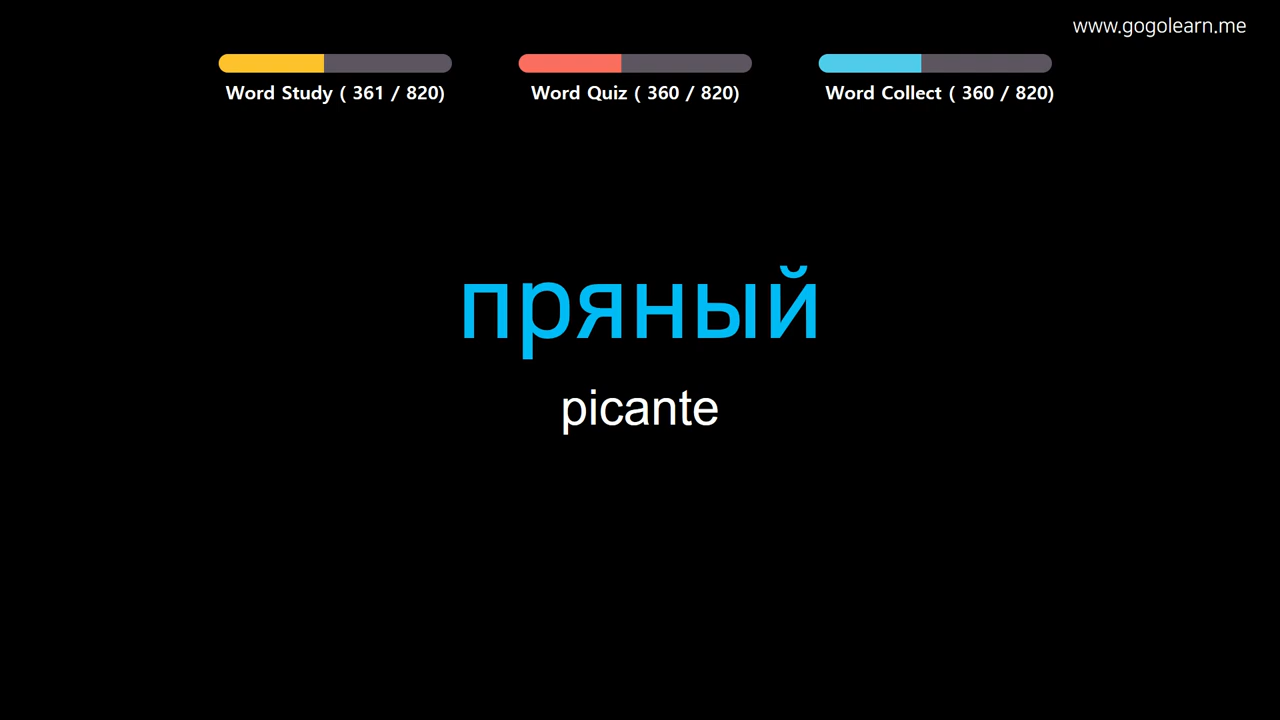 www.gogolearn.me
Word Study ( 361 / 820)
Word Quiz ( 360 / 820)
Word Collect ( 360 / 820)
пряный
picante